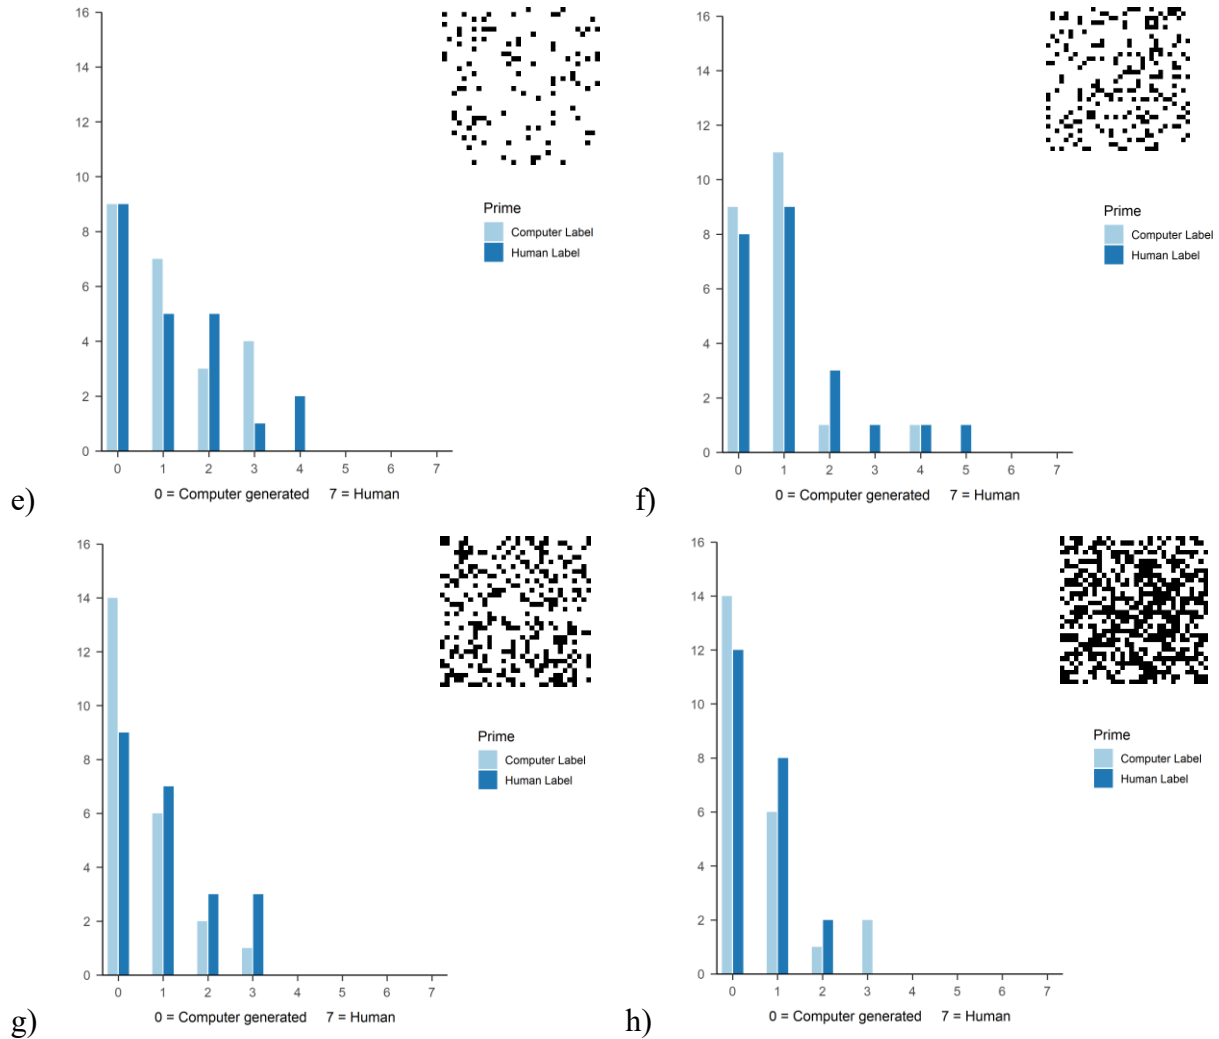 16
14
12
10
8
6
4
2
0
0 1 2 3 4 5 6 7
0 = Computer generated 7 = Human
Prime
Computer Label
Human Label
e)
16
14
12
10
8
6
4
2
0
0 1 2 3 4 5 6 7
0 = Computer generated 7 = Human
Prime
Computer Label
Human Label
f)
16
14
12
10
8
6
4
2
0
0 1 2 3 4 5 6 7
0 = Computer generated 7 = Human
Prime
Computer Label
Human Label
g)
16
14
12
10
8
6
4
2
0
0 1 2 3 4 5 6 7
0 = Computer generated 7 = Human
Prime
Computer Label
Human Label
h)